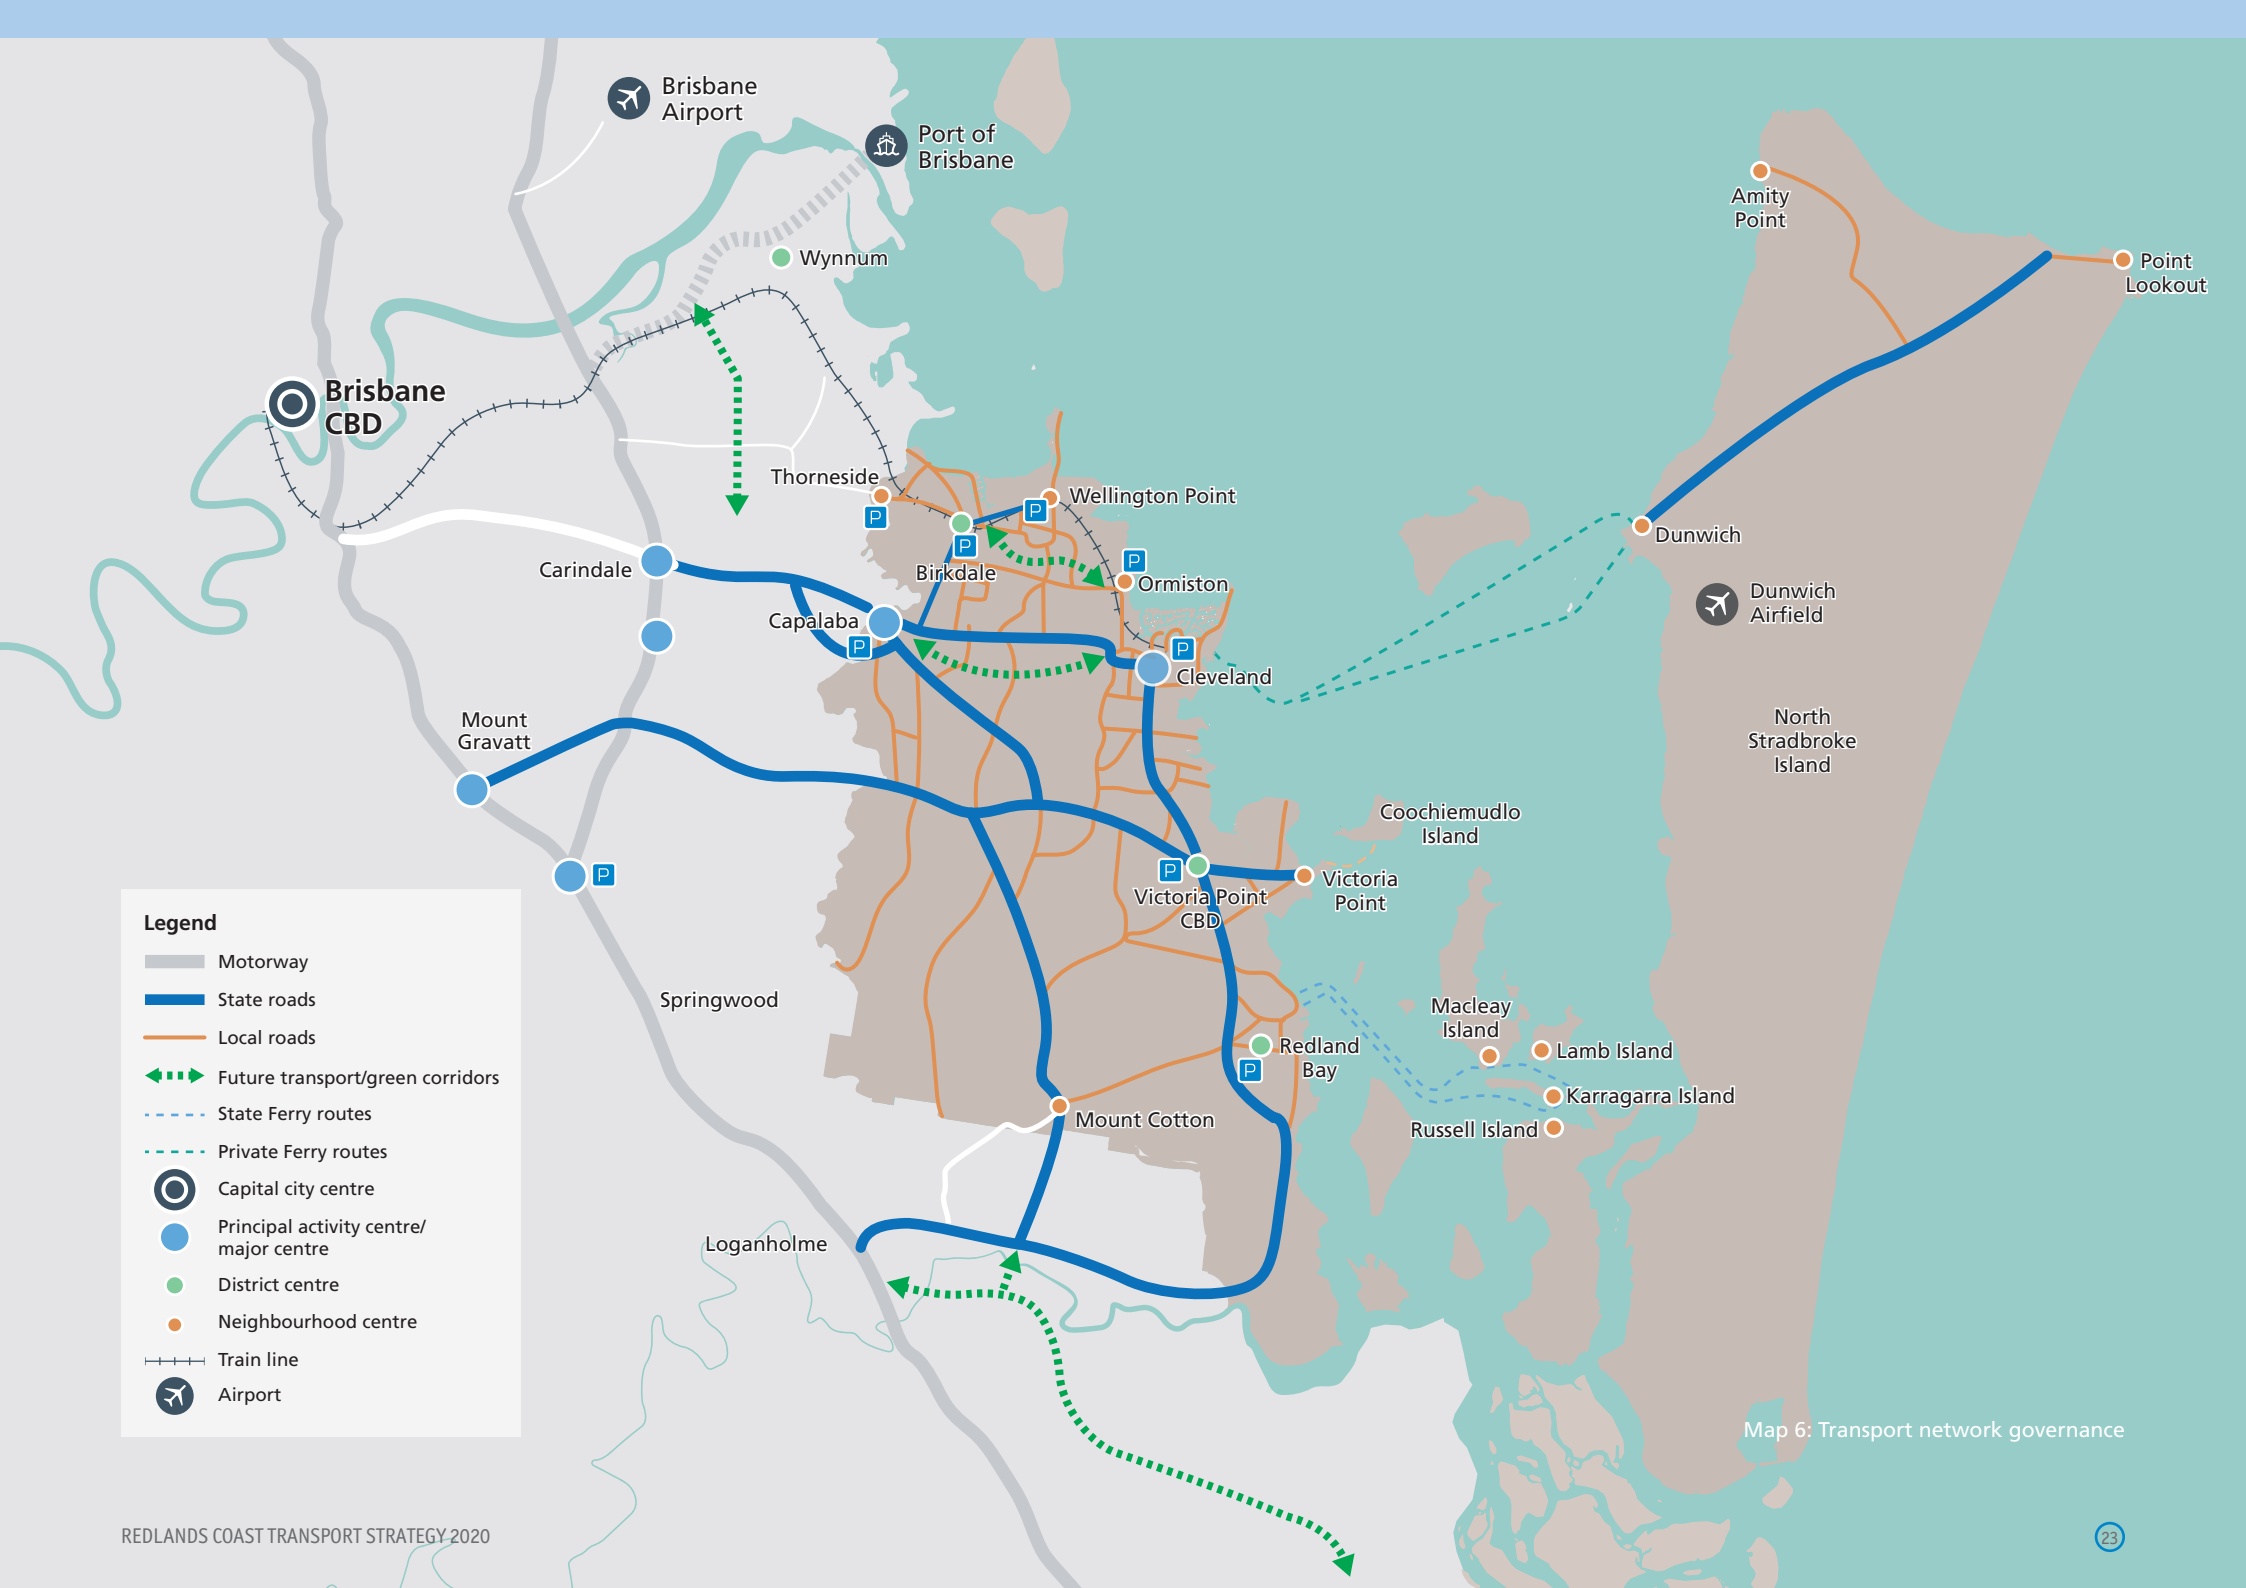 Brisbane
Airport
Port of
Brisbane
Amity
Point
Wynnum
Point
Lookout
Brisbane
CBD
Thorneside
P
Wellington Point
P
P
Birkdale
P
Ormiston
Dunwich
Carindale
Dunwich
Airfield
Capalaba
P
P
Cleveland
Mount
Gravatt
North
Stradbroke
Island
Coochiemudlo
Island
P
P
Victoria Point
CBD
Victoria
Point
Legend
Motorway
State roads
Local roads
Future transport/green corridors
State Ferry routes
Private Ferry routes
Capital city centre
Principal activity centre/
major centre
District centre
Neighbourhood centre
Train line
Airport
Springwood
Macleay
Island
Redland
Bay
P
Lamb Island
Karragarra Island
Russell Island
Mount Cotton
Loganholme
Map 6: Transport network governance
REDLANDS COAST TRANSPORT STRATEGY 2020
23